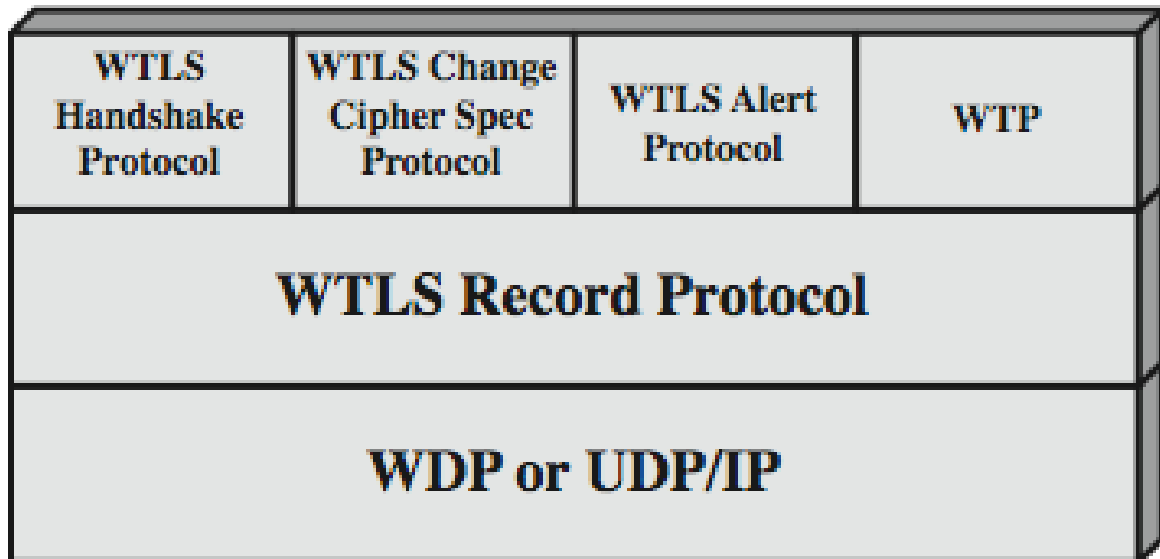 WTLS
Handshake
Protocol
WTLS Change
Cipher Spec
Protocol
WTLS Alert
Protocol
WTP
WTLS Record Protocol
WDP or UDP/IP